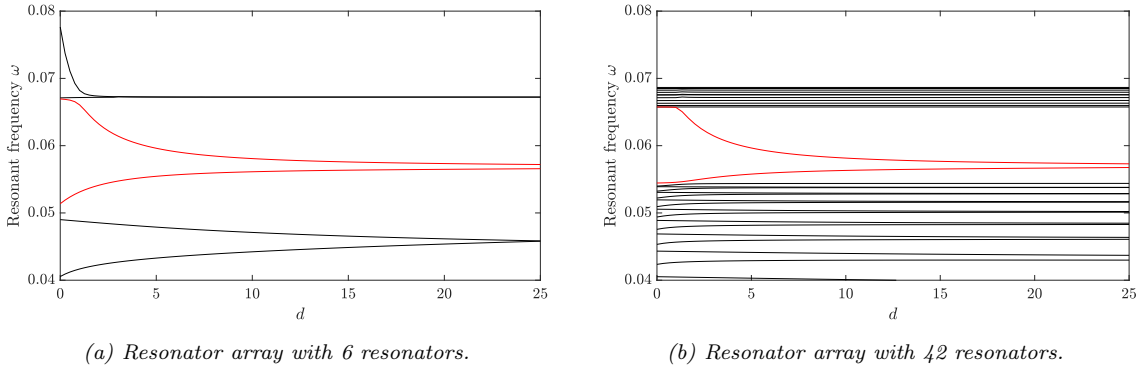 0.08
0.07
0.06
0.05
0.04
Resonant frequency ω
0 5 10 15 20 25
d
(a) Resonator array with 6 resonators.
0.08
0.07
0.06
0.05
0.04
Resonant frequency ω
0 5 10 15 20 25
d
(b) Resonator array with 42 resonators.